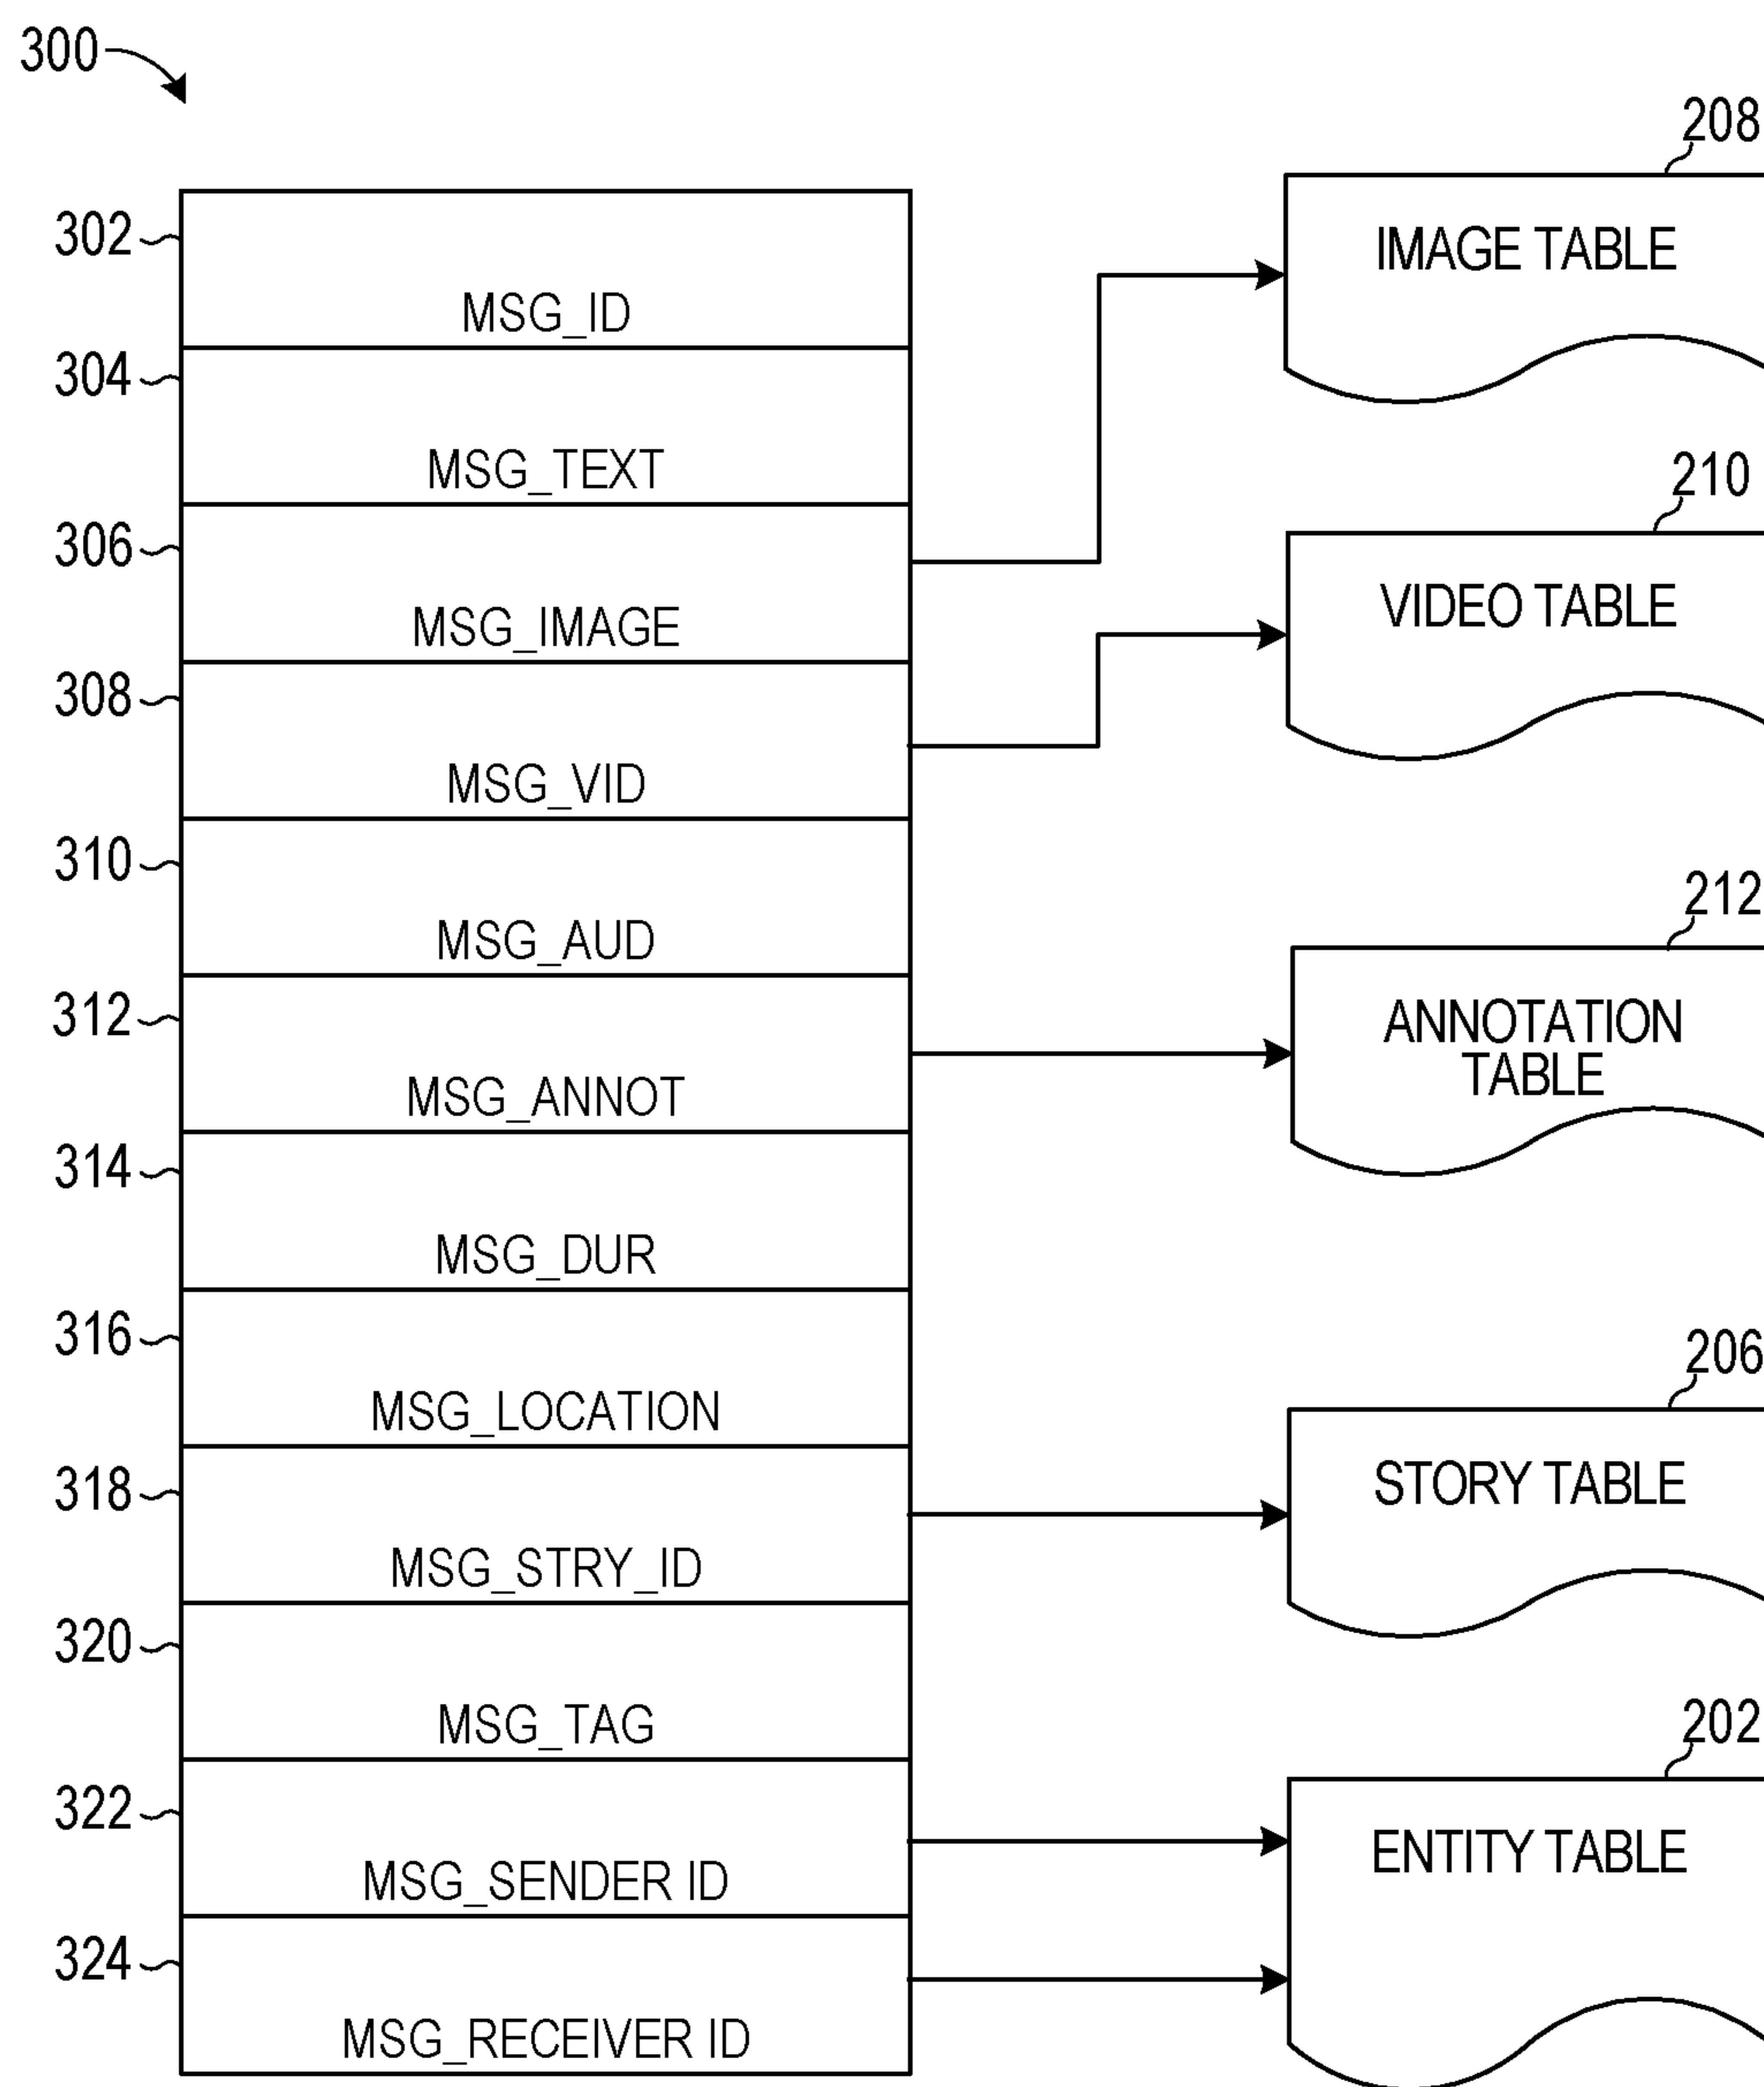 300
302
MSG_ID
304
MSG_TEXT
306
MSG_IMAGE
308
MSG_VID
310
MSG_AUD
312
MSG_ANNOT
314
MSG_DUR
316
MSG_LOCATION
318
MSG_STRY_ID
320
MSG_TAG
322
MSG_SENDER ID
324
MSG_RECEIVER ID
208
IMAGE TABLE
210
VIDEO TABLE
212
ANNOTATION
TABLE
206
STORY TABLE
202
ENTITY TABLE